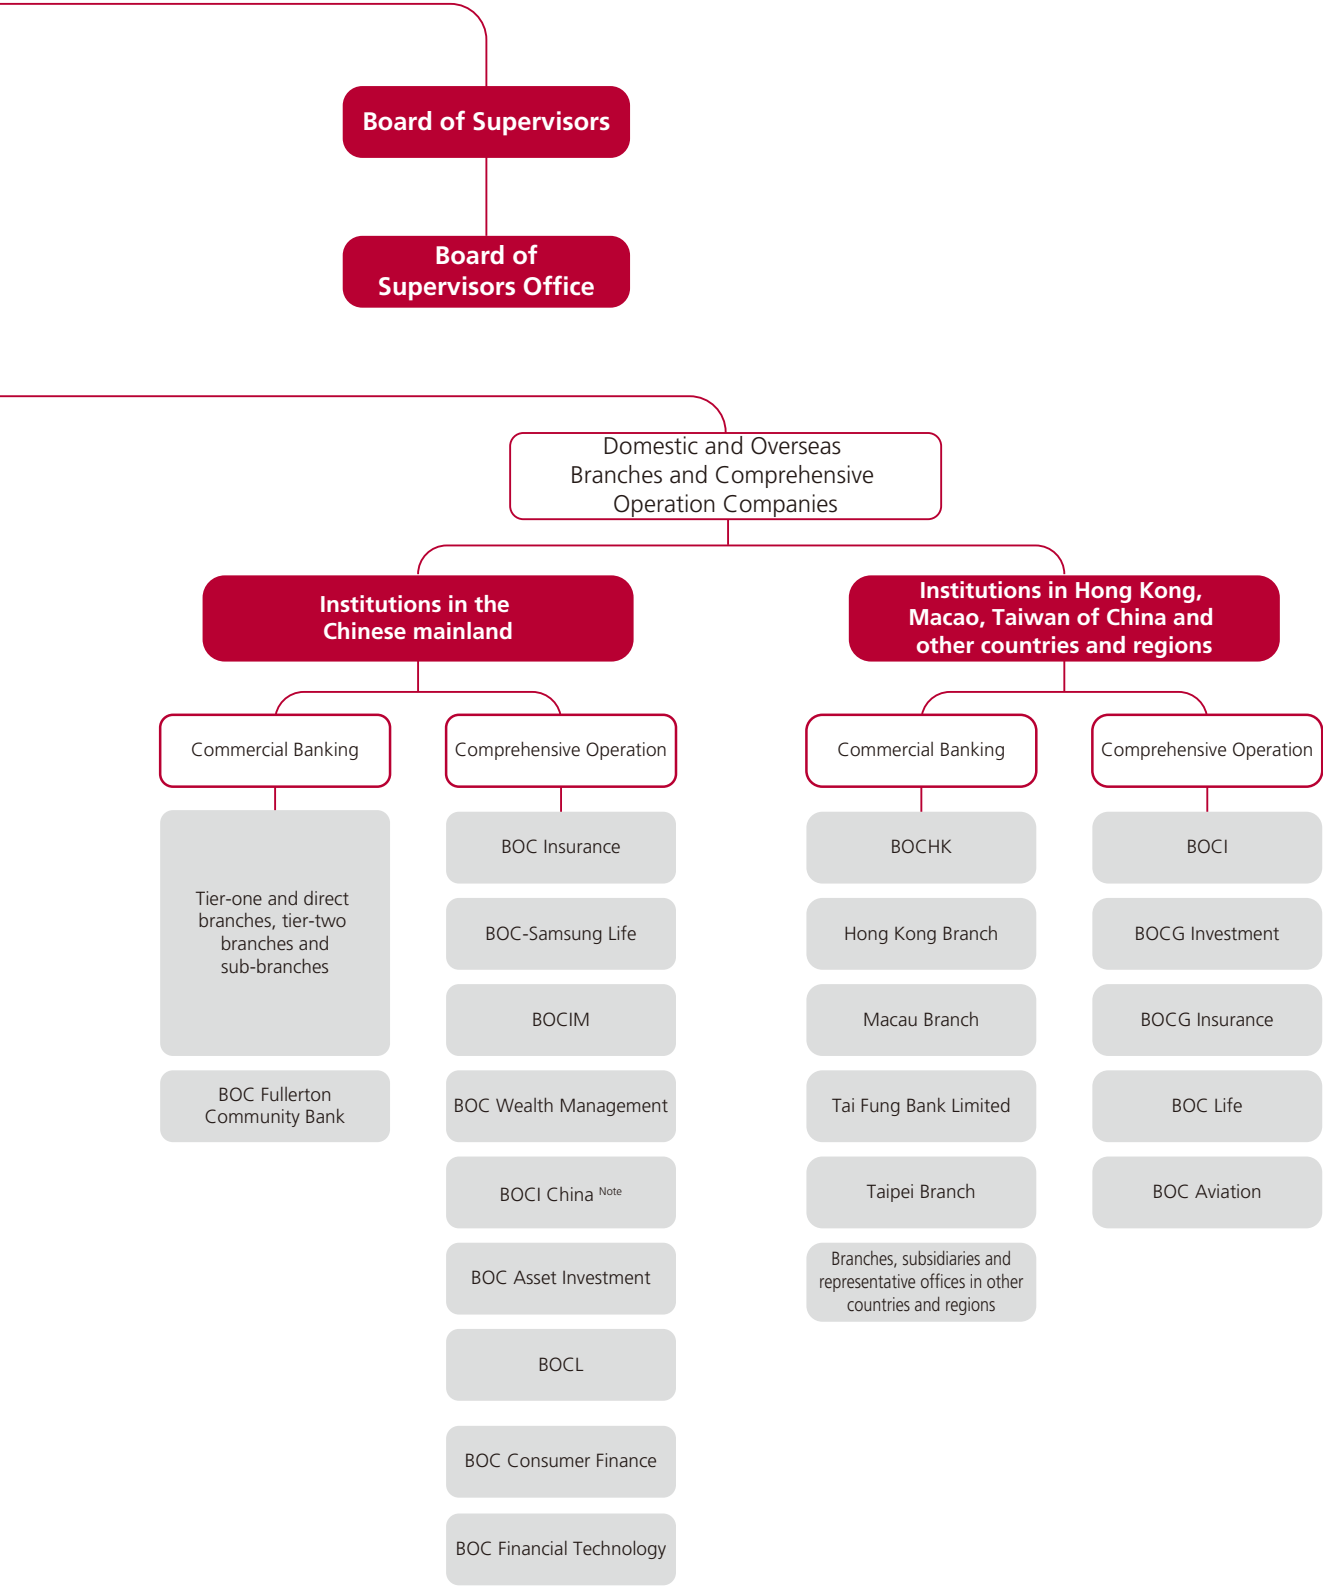 Board of Supervisors
Board of
Supervisors Office
Domestic and Overseas
Branches and Comprehensive
Operation Companies
Institutions in the
Chinese mainland
Institutions in Hong Kong,
Macao, Taiwan of China and
other countries and regions
Commercial Banking
Comprehensive Operation
Commercial Banking
Comprehensive Operation
Tier-one and direct
branches, tier-two
branches and
sub-branches
BOC Fullerton
Community Bank
BOC Insurance
BOC-Samsung Life
BOCIM
BOC Wealth Management
BOCI China Note
BOC Asset Investment
BOCL
BOC Consumer Finance
BOC Financial Technology
BOCHK
Hong Kong Branch
Macau Branch
Tai Fung Bank Limited
Taipei Branch
Branches, subsidiaries and
representative offices in other
countries and regions
BOCI
BOCG Investment
BOCG Insurance
BOC Life
BOC Aviation